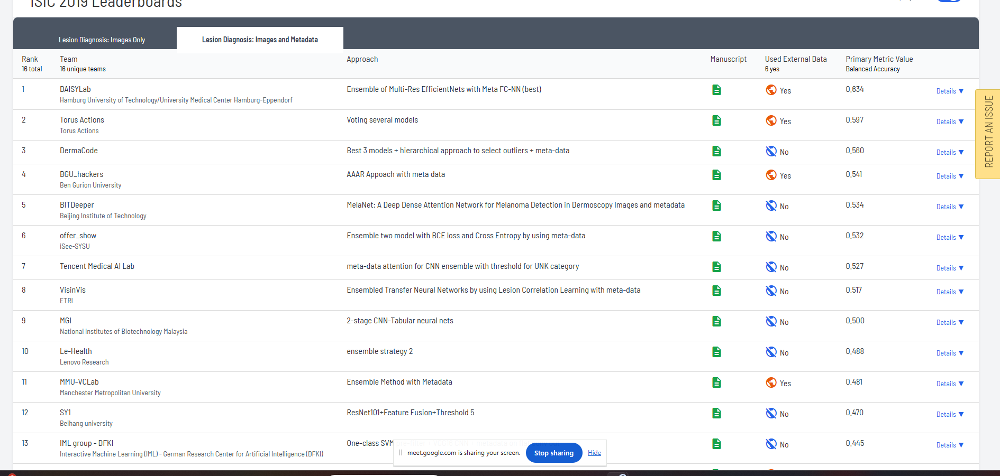 ISIC 2019 Leaderboards
Lesion Diagnosis: Images Only
Lesion Diagnosis: Images and Metadata
Rank Team Approach Manuscript Used External Data Primary Metric Value
16 total 16 unique teams 6 yes Balanced Accuracy
1 DAISYLab Ensemble of Multi-Res EfficientNets with Meta FC-NN (best) Yes 0.634 Details ▼
Hamburg University of Technology/University Medical Center Hamburg-Eppendorf
2 Torus Actions Voting several models Yes 0.597 Details ▼
Torus Actions
3 DermaCode Best 3 models + hierarchical approach to select outliers + meta-data No 0.560 Details ▼
4 BGU_hackers AAAR Appoach with meta data Yes 0.541 Details ▼
Ben Gurion University
5 BITDeeper MelaNet: A Deep Dense Attention Network for Melanoma Detection in Dermoscopy Images and metadata No 0.534 Details ▼
Beijing Institute of Technology
6 offer_show Ensemble two model with BCE loss and Cross Entropy by using meta-data No 0.532 Details ▼
iSee-SYSU
7 Tencent Medical AI Lab meta-data attention for CNN ensemble with threshold for UNK category No 0.527 Details ▼
8 VisinVis Ensembled Transfer Neural Networks by using Lesion Correlation Learning with meta-data No 0.517 Details ▼
ETRI
9 MGI 2-stage CNN-Tabular neural nets No 0.500 Details ▼
National Institutes of Biotechnology Malaysia
10 Le-Health ensemble strategy 2 No 0.488 Details ▼
Lenovo Research
11 MMU-VCLab Ensemble Method with Metadata Yes 0.481 Details ▼
Manchester Metropolitan University
12 SY1 ResNet101+Feature Fusion+Threshold 5 No 0.470 Details ▼
Beihang university
13 IML group - DFKI One-class SVM No 0.445 Details ▼
Interactive Machine Learning (IML) - German Research Center for Artificial Intelligence (DFKI)
meet.google.com is sharing your screen. Stop sharing Hide
REPORT AN ISSUE